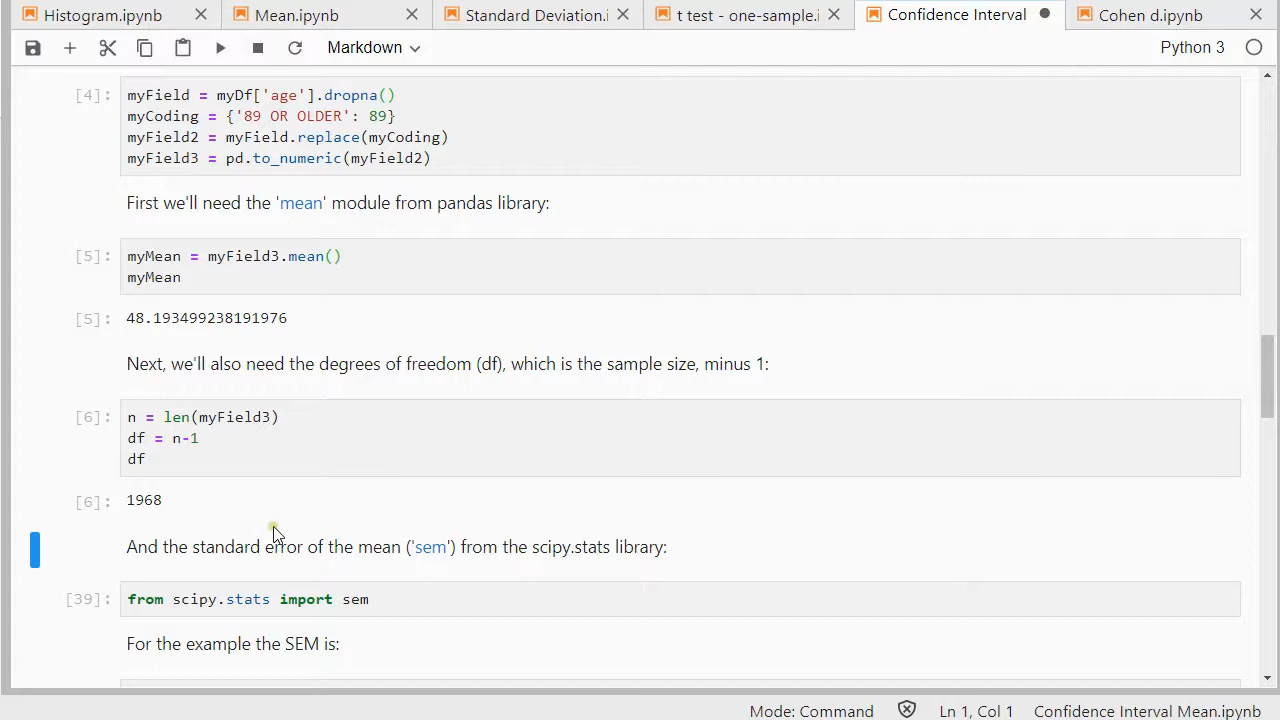 Histogram.ipynb Mean.ipynb Standard Deviation.i t test - one-sample.i Confidence Interval Cohen d.ipynb
Markdown Python 3
[4]: myField = myDf['age'].dropna()
myCoding = {'89 OR OLDER': 89}
myField2 = myField.replace(myCoding)
myField3 = pd.to_numeric(myField2)
First we'll need the 'mean' module from pandas library:
[5]: myMean = myField3.mean()
myMean
[5]: 48.193499238191976
Next, we'll also need the degrees of freedom (df), which is the sample size, minus 1:
[6]: n = len(myField3)
df = n-1
df
[6]: 1968
And the standard error of the mean ('sem') from the scipy.stats library:
[39]: from scipy.stats import sem
For the example the SEM is:
Mode: Command Ln 1, Col 1 Confidence Interval Mean.ipynb